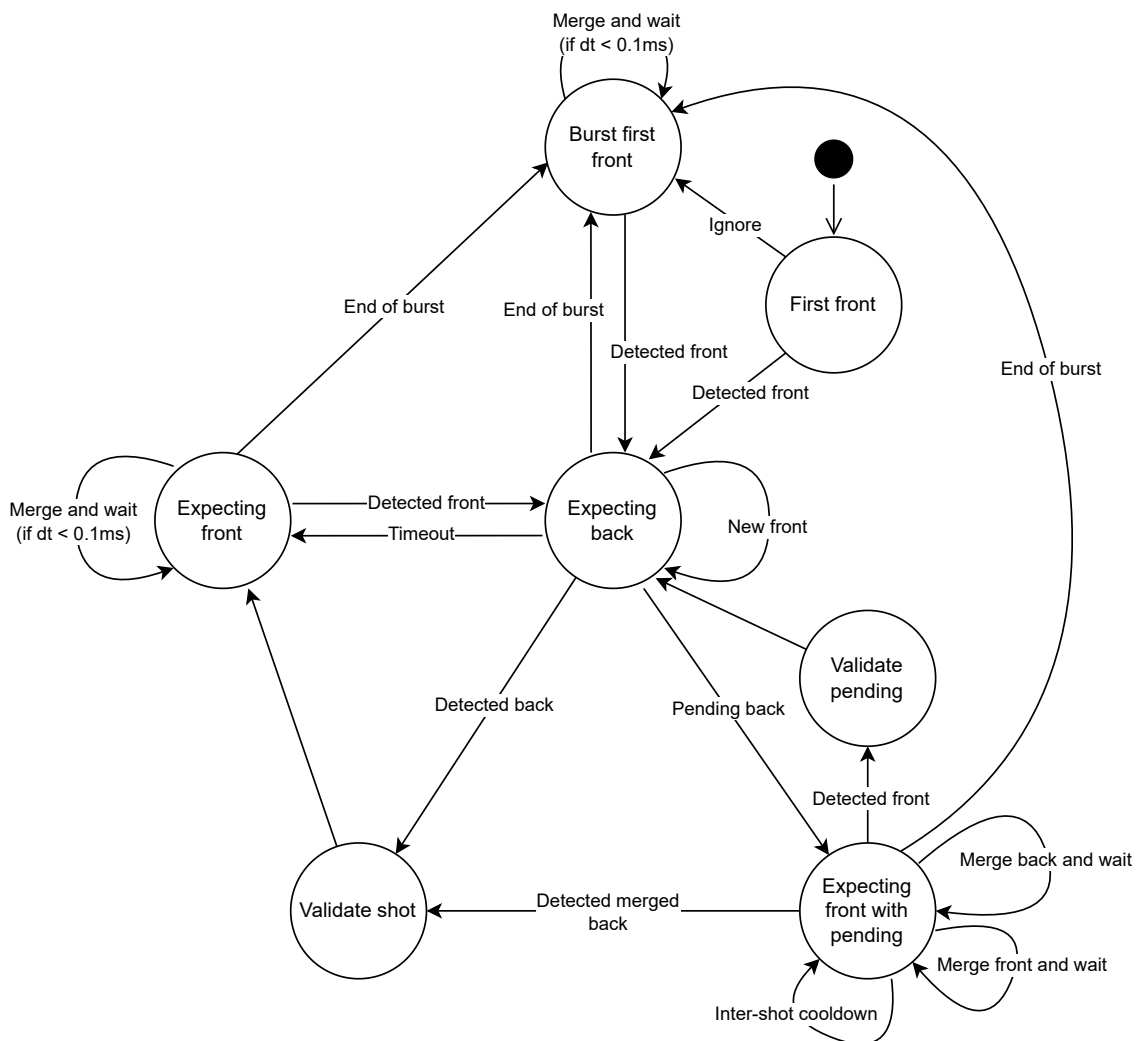 Merge and wait
(if dt < 0.1ms)
Burst first
front
Ignore
First front
End of burst
End of burst
Detected front
End of burst
Detected front
Merge and wait
(if dt < 0.1ms)
Expecting
front
Detected front
Timeout
Expecting
back
New front
Validate
pending
Detected back
Pending back
Detected front
Merge back and wait
Validate shot
Detected merged
back
Expecting
front with
pending
Merge front and wait
Inter-shot cooldown